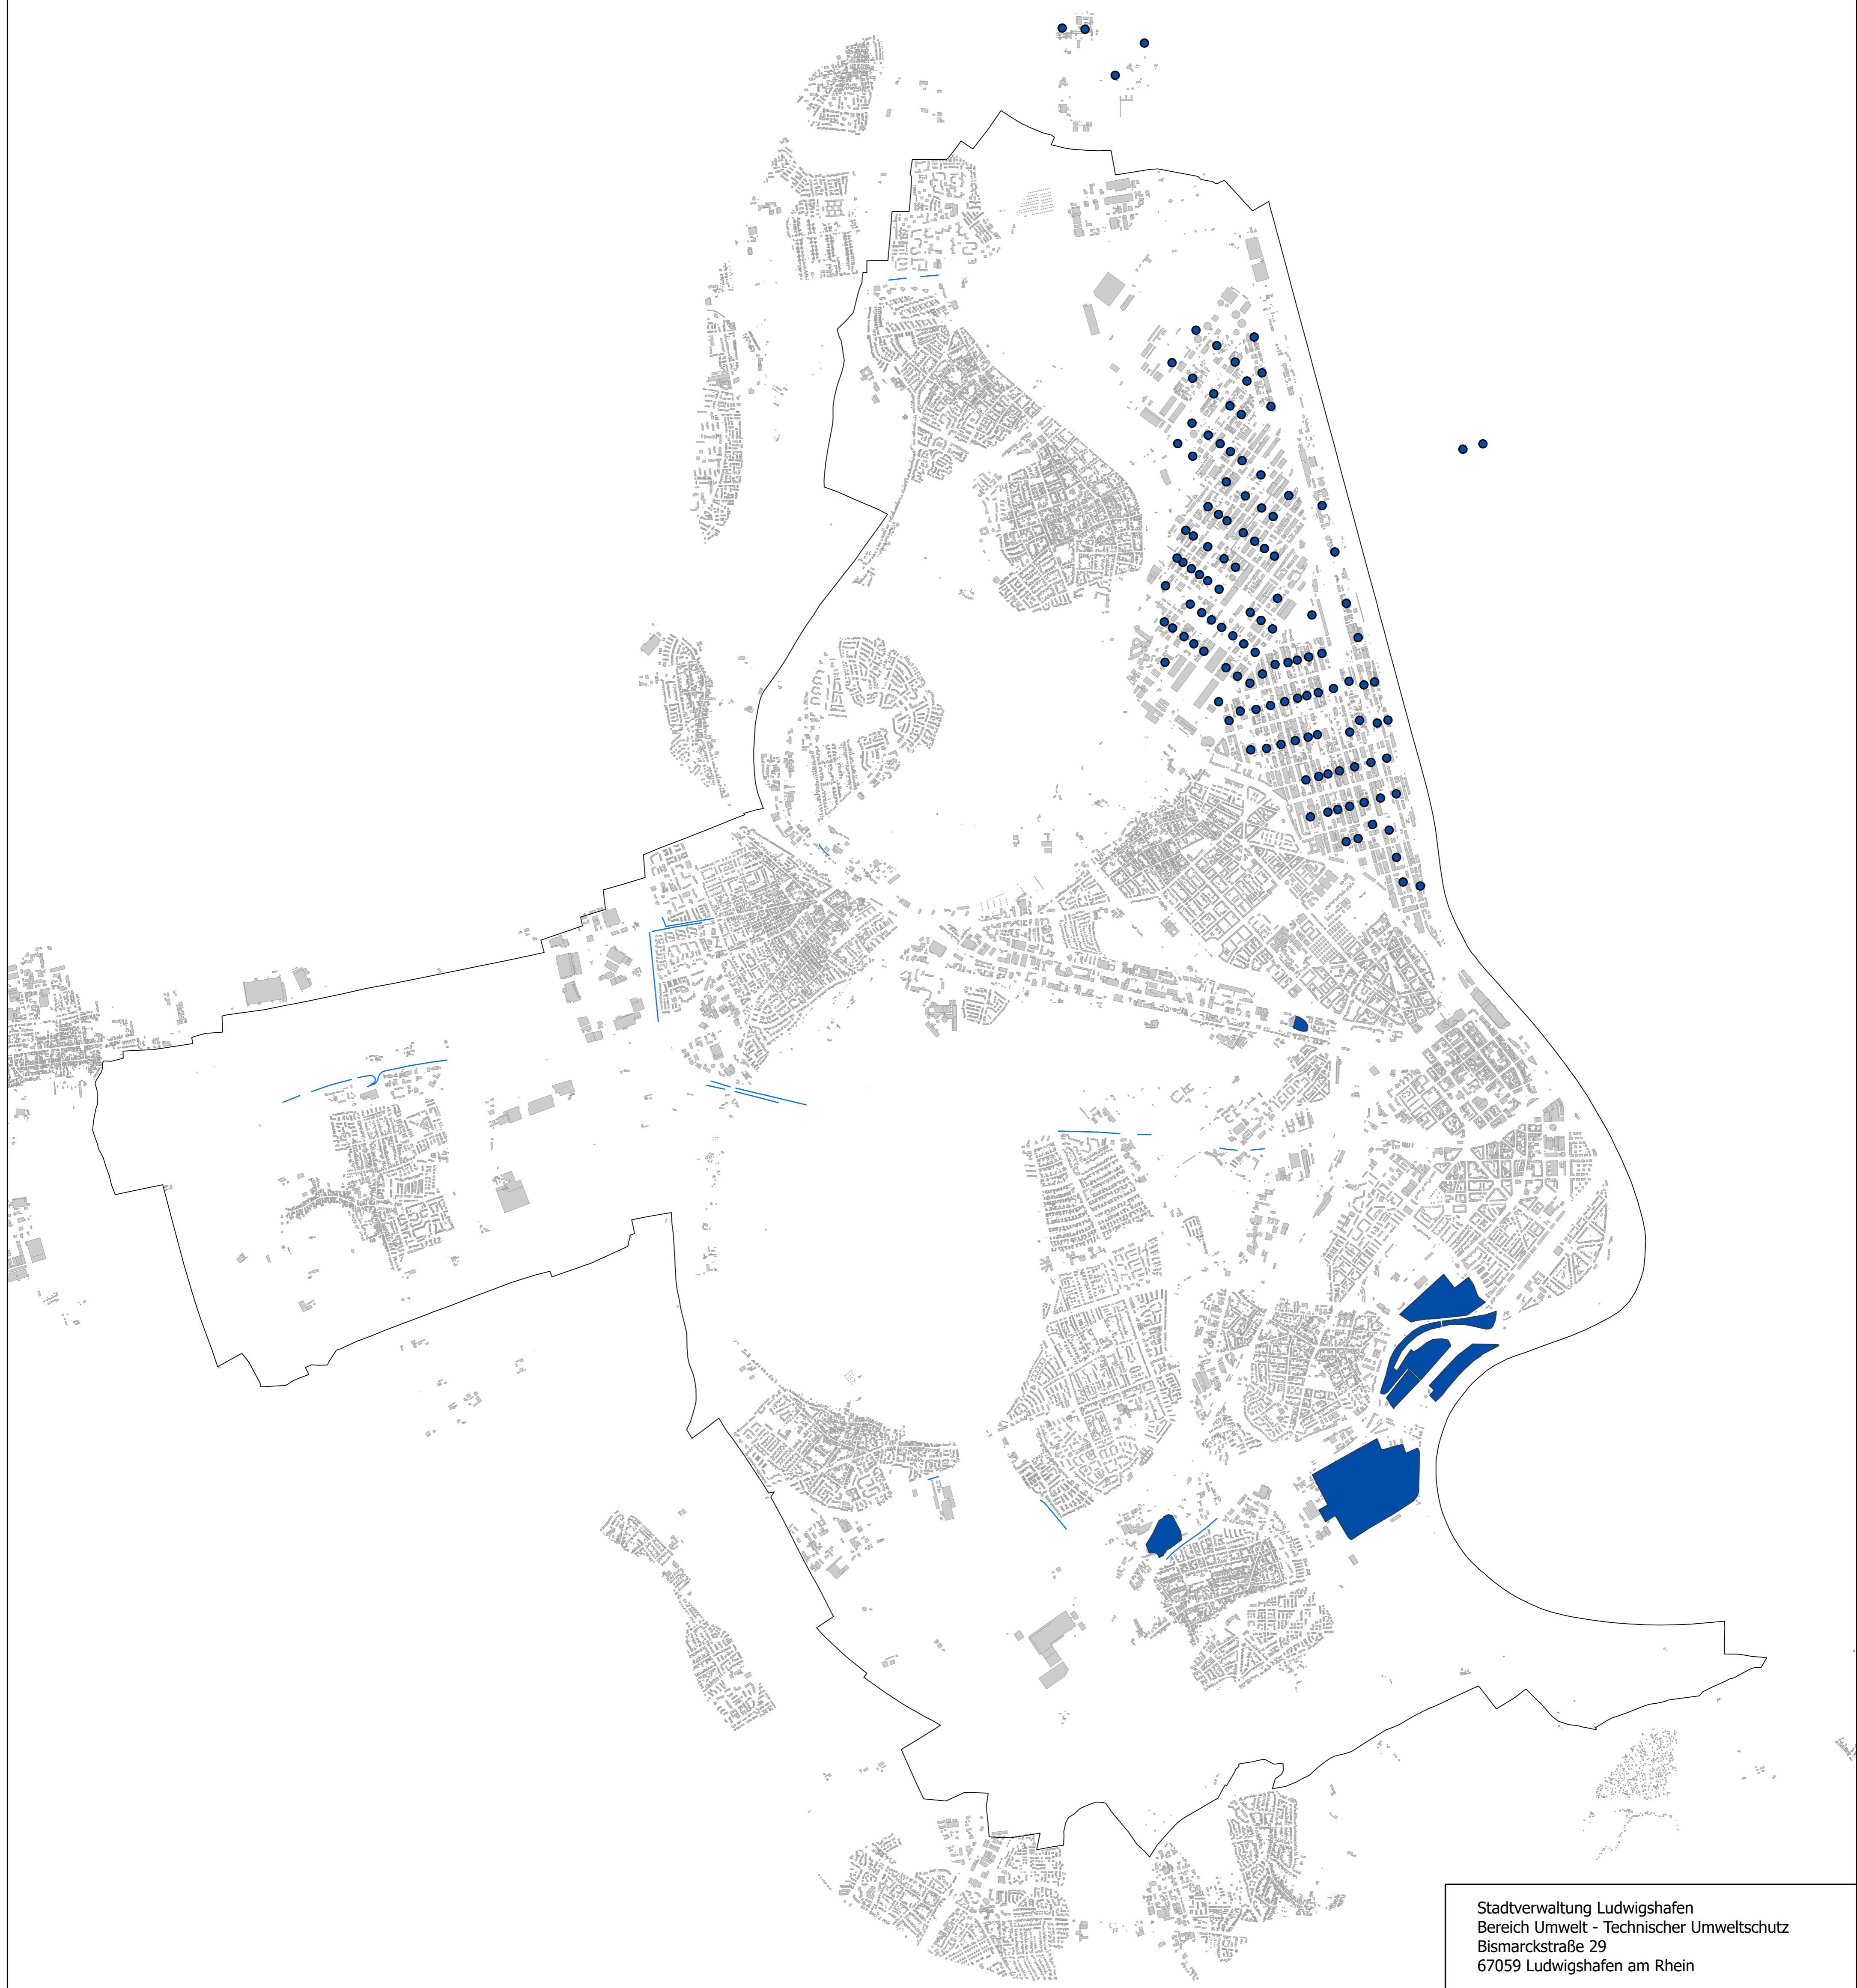 Stadtverwaltung Ludwigshafen
Bereich Umwelt - Technischer Umweltschutz
Bismarckstraße 29
67059 Ludwigshafen am Rhein